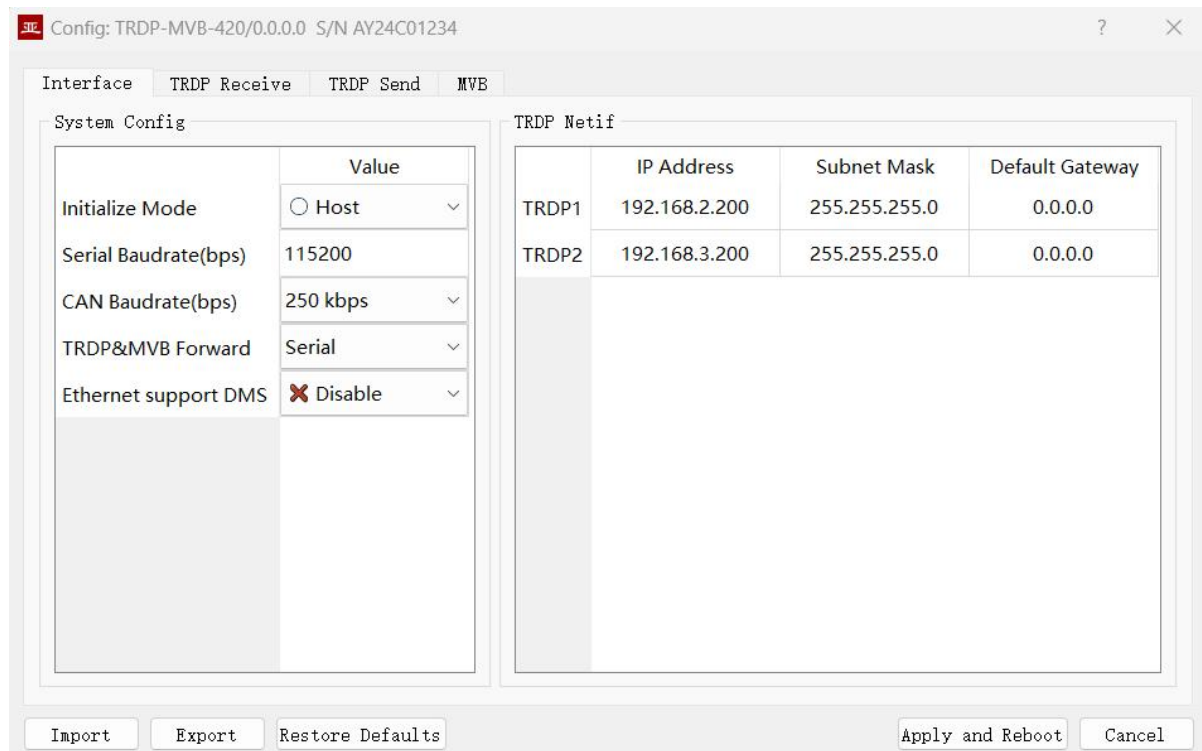 亚 Config: TRDP-MVB-420/0.0.0.0 S/N AY24C01234 ?
Interface TRDP Receive TRDP Send MVB
System Config
Value
Initialize Mode Host
Serial Baudrate(bps) 115200
CAN Baudrate(bps) 250 kbps
TRDP&MVB Forward Serial
Ethernet support DMS Disable
TRDP Netif
IP Address Subnet Mask Default Gateway
TRDP1 192.168.2.200 255.255.255.0 0.0.0.0
TRDP2 192.168.3.200 255.255.255.0 0.0.0.0
Import Export Restore Defaults Apply and Reboot Cancel